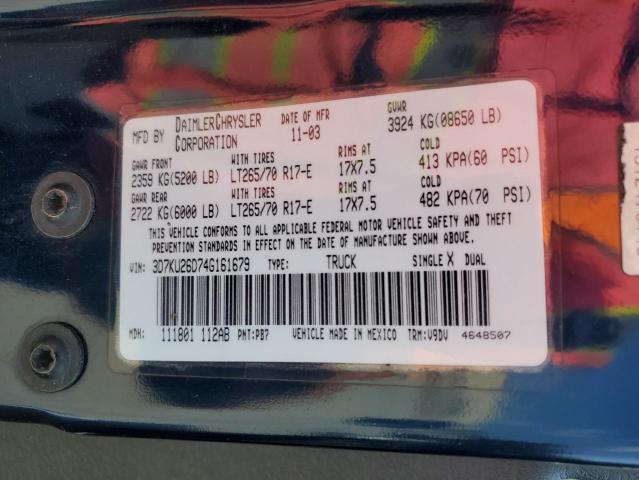 MFD BY DAIMLERCHRYSLER CORPORATION DATE OF MFR 11-03 GVWR 3924 KG(08650 LB)
GAWR FRONT WITH TIRES RIMS AT COLD
2359 KG(5200 LB) LT265/70 R17-E 17X7.5 413 KPA(60 PSI)
GAWR REAR WITH TIRES RIMS AT COLD
2722 KG(6000 LB) LT265/70 R17-E 17X7.5 482 KPA(70 PSI)
THIS VEHICLE CONFORMS TO ALL APPLICABLE FEDERAL MOTOR VEHICLE SAFETY AND THEFT
PREVENTION STANDARDS IN EFFECT ON THE DATE OF MANUFACTURE SHOWN ABOVE.
VIN: 3D7KU26D74G161679 TYPE: TRUCK SINGLE X DUAL
MDH: 111801 112AB PNT:PB7 VEHICLE MADE IN MEXICO TRM:V9DV 4648507